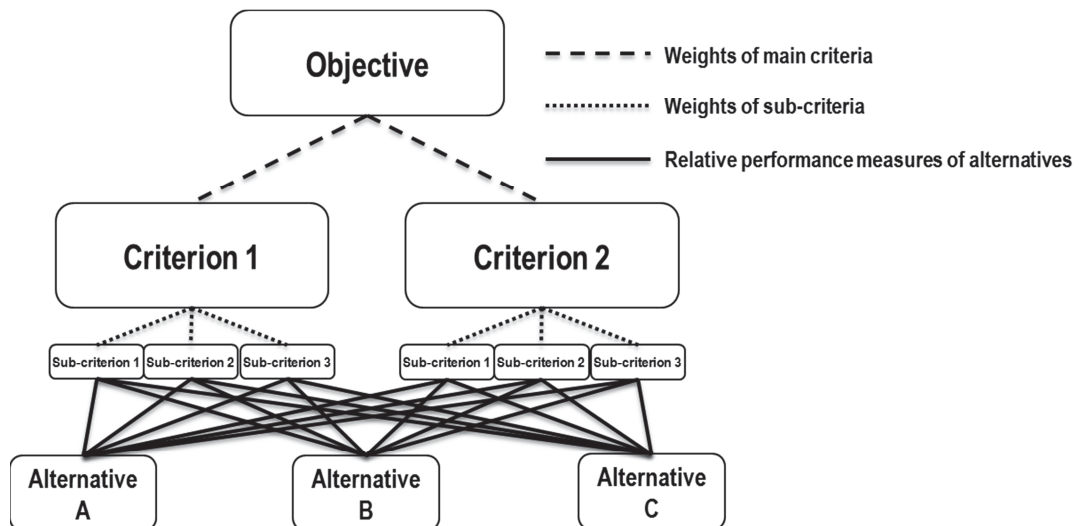 Objective
Weights of main criteria
Weights of sub-criteria
Relative performance measures of alternatives
Criterion 1
Criterion 2
Sub-criterion 1
Sub-criterion 2
Sub-criterion 3
Sub-criterion 1
Sub-criterion 2
Sub-criterion 3
Alternative
A
Alternative
B
Alternative
C